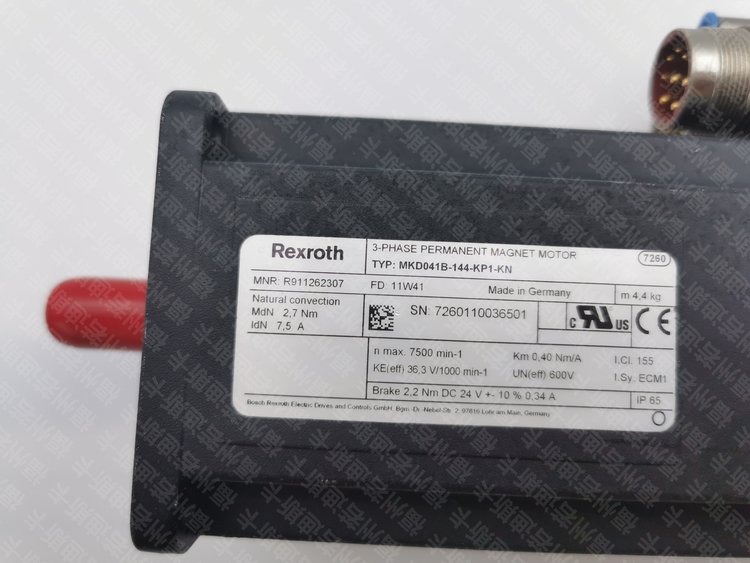 Rexroth
3-PHASE PERMANENT MAGNET MOTOR
7260
TYP: MKD041B-144-KP1-KN
MNR: R911262307
FD 11W41
Made in Germany
m 4,4 kg
Natural convection
MdN 2,7 Nm
IdN 7,5 A
SN: 7260110036501
c RU us CE
n max. 7500 min-1
Km 0,40 Nm/A
I.Cl. 155
KE(eff) 36,3 V/1000 min-1
UN(eff) 600V
I.Sy. ECM1
Brake 2,2 Nm DC 24 V +- 10 % 0,34 A
IP 65
Bosch Rexroth Electric Drives and Controls GmbH, Bgm.-Dr.-Nebel-Str. 2, 97816 Lohr am Main, Germany